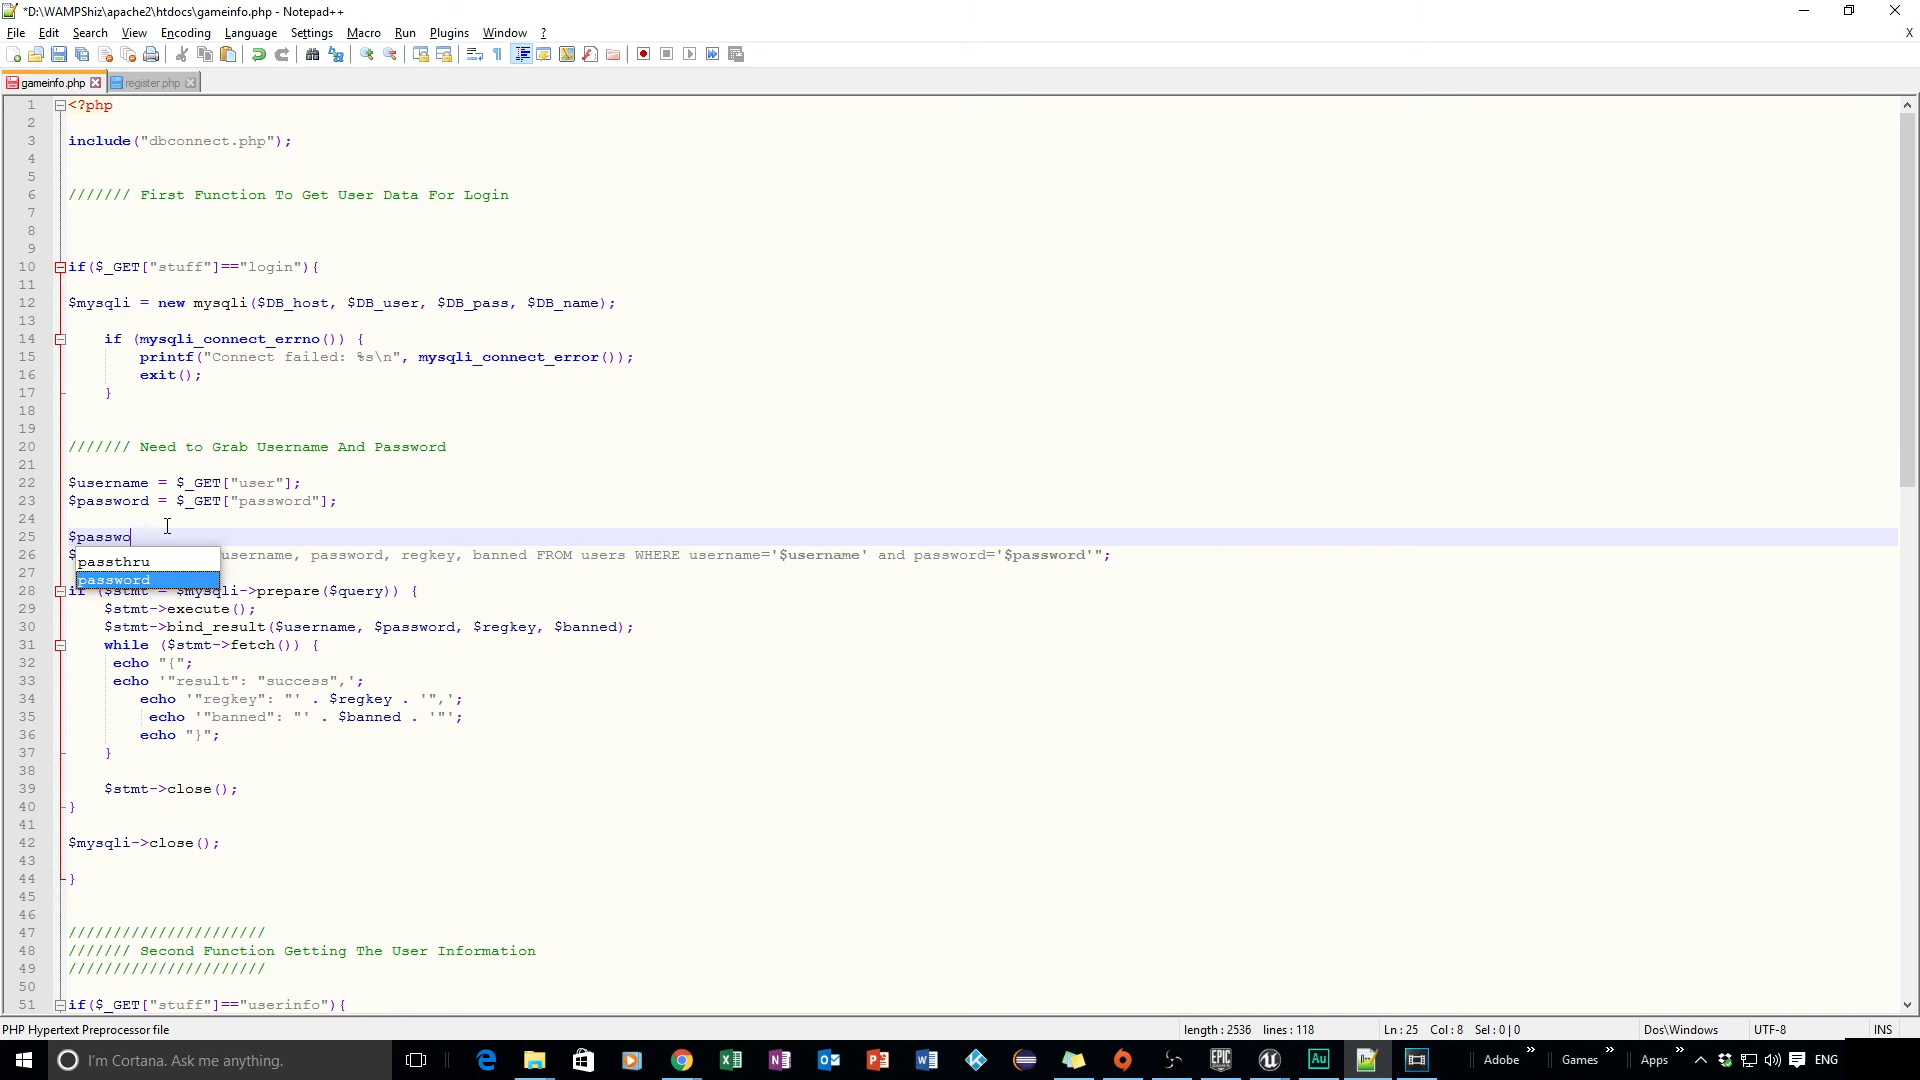 *D:\WAMPShiz\apache2\htdocs\gameinfo.php - Notepad++
File Edit Search View Encoding Language Settings Macro Run Plugins Window ? X
gameinfo.php register.php
1 <?php
2
3 include("dbconnect.php");
4
5
6 /////// First Function To Get User Data For Login
7
8
9
10 if($_GET["stuff"]=="login"){
11
12 $mysqli = new mysqli($DB_host, $DB_user, $DB_pass, $DB_name);
13
14 if (mysqli_connect_errno()) {
15 printf("Connect failed: %s\n", mysqli_connect_error());
16 exit();
17 }
18
19
20 /////// Need to Grab Username And Password
21
22 $username = $_GET["user"];
23 $password = $_GET["password"];
24
25 $passwo
26 $ username, password, regkey, banned FROM users WHERE username='$username' and password='$password'";
passthru
27
password
28 if ($stmt = $mysqli->prepare($query)) {
29 $stmt->execute();
30 $stmt->bind_result($username, $password, $regkey, $banned);
31 while ($stmt->fetch()) {
32 echo "{";
33 echo '"result": "success",';
34 echo '"regkey": "' . $regkey . '",';
35 echo '"banned": "' . $banned . '"';
36 echo "}";
37 }
38
39 $stmt->close();
40 }
41
42 $mysqli->close();
43
44 }
45
46
47 //////////////////////
48 /////// Second Function Getting The User Information
49 //////////////////////
50
51 if($_GET["stuff"]=="userinfo"){
PHP Hypertext Preprocessor file length : 2536 lines : 118 Ln : 25 Col : 8 Sel : 0 | 0 Dos\Windows UTF-8 INS
I'm Cortana. Ask me anything. Adobe » Games » Apps » ENG